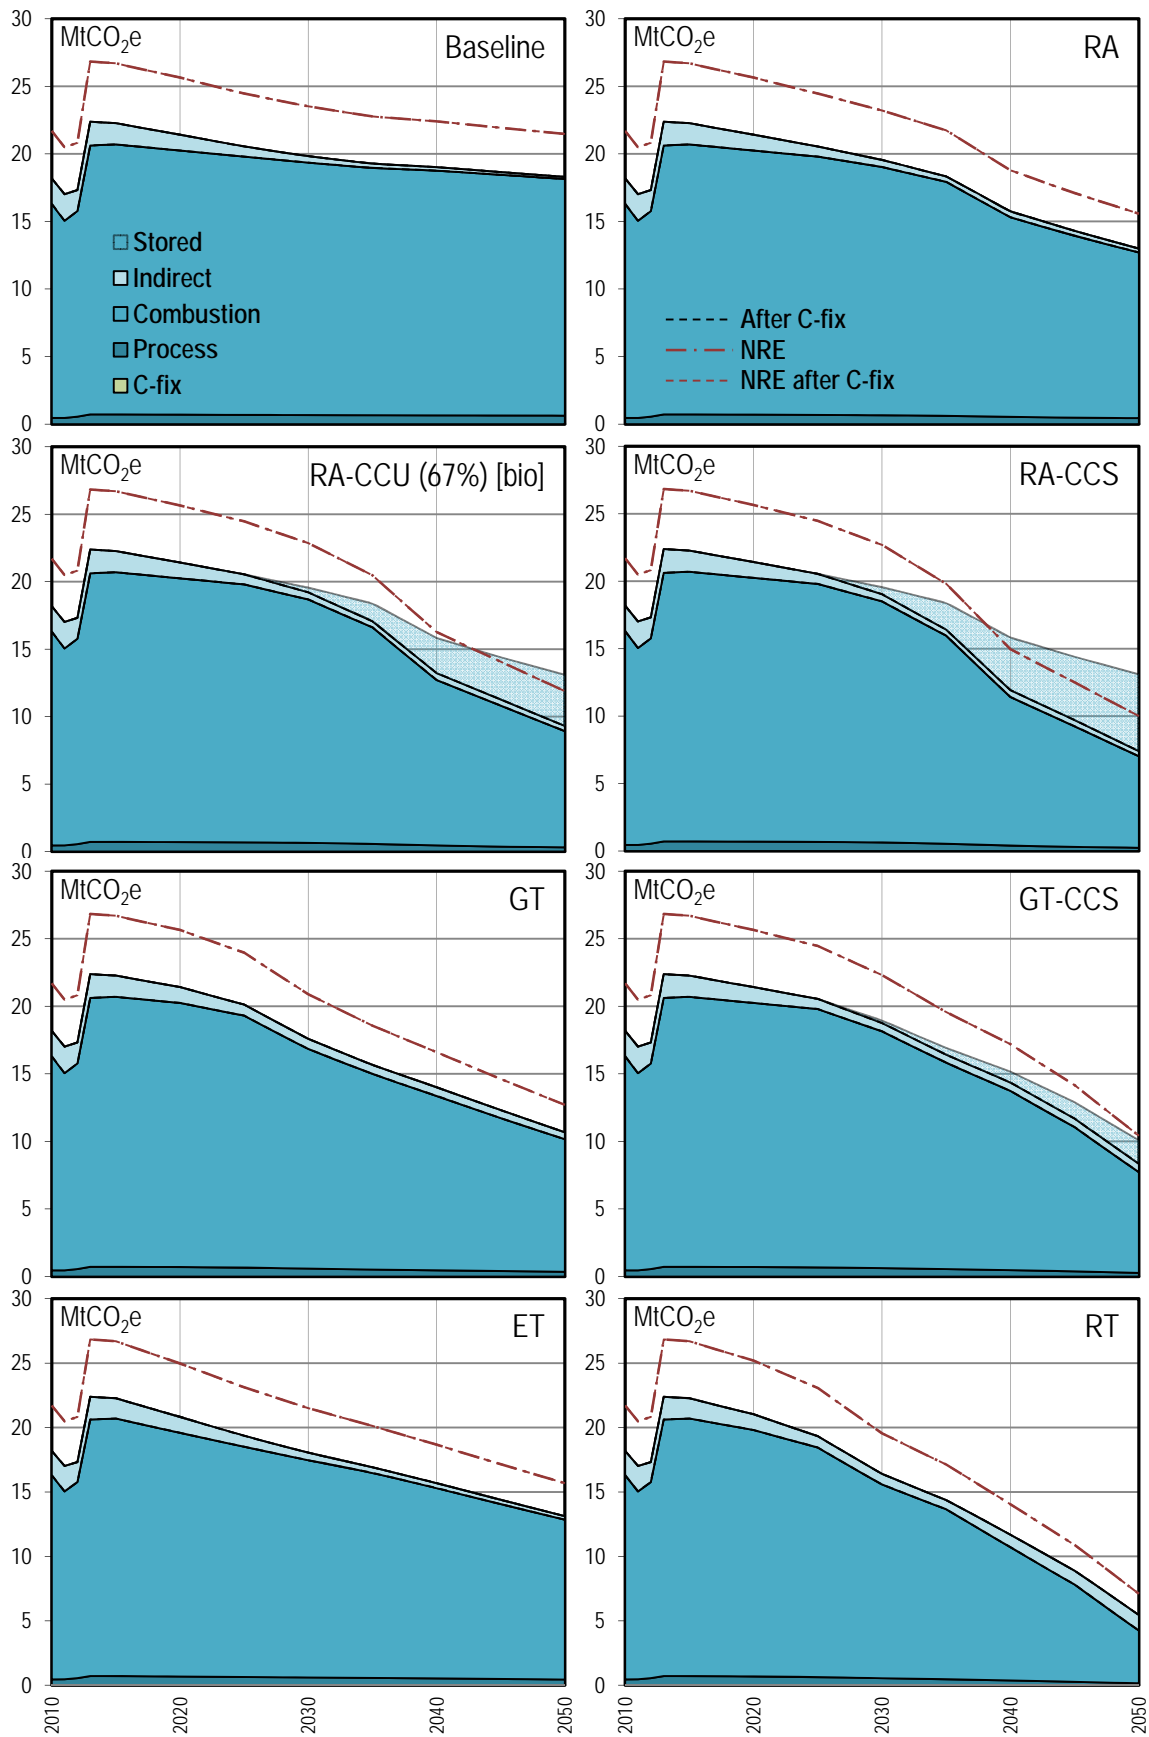 30
25
20
15
10
5
0
MtCO2e
Baseline
Stored
Indirect
Combustion
Process
C-fix
30
25
20
15
10
5
0
MtCO2e
RA
After C-fix
NRE
NRE after C-fix
30
25
20
15
10
5
0
MtCO2e
RA-CCU (67%) [bio]
30
25
20
15
10
5
0
MtCO2e
RA-CCS
30
25
20
15
10
5
0
MtCO2e
GT
30
25
20
15
10
5
0
MtCO2e
GT-CCS
30
25
20
15
10
5
0
MtCO2e
ET
2010
2020
2030
2040
2050
30
25
20
15
10
5
0
MtCO2e
RT
2010
2020
2030
2040
2050